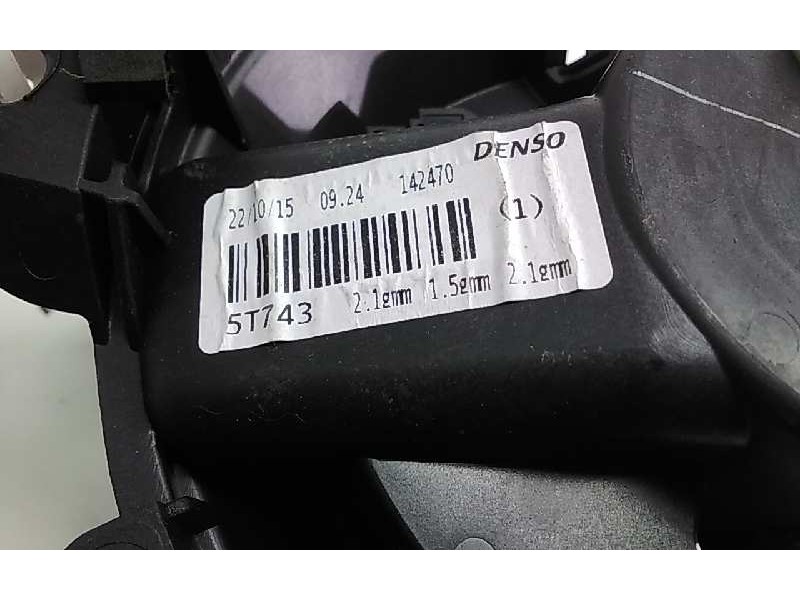 DENSO
22/10/15 09.24 142470
(1)
5T743 2.1gmm 1.5gmm 2.1gmm